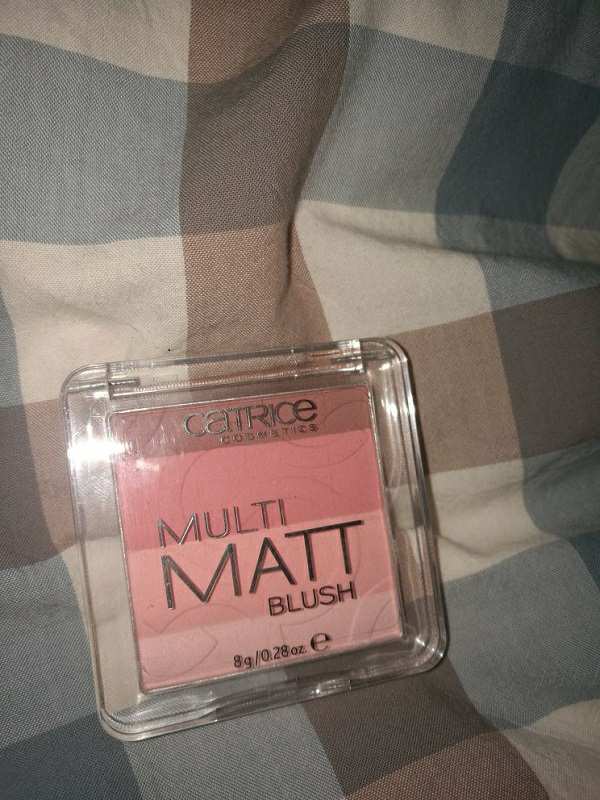 CATRICE
COSMETICS
MULTI
MATT
BLUSH
8g/0.28oz. ℮